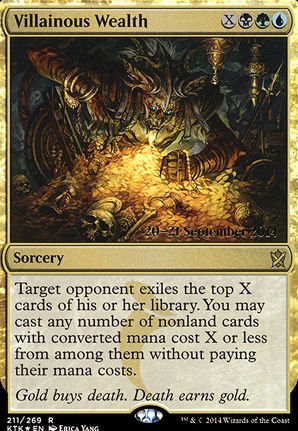 Villainous Wealth X
20–21 September 2014
Sorcery
Target opponent exiles the top X
cards of his or her library. You may
cast any number of nonland cards
with converted mana cost X or less
from among them without paying
their mana costs.
Gold buys death. Death earns gold.
211/269 R
KTK ★ EN Erica Yang
™ & © 2014 Wizards of the Coast